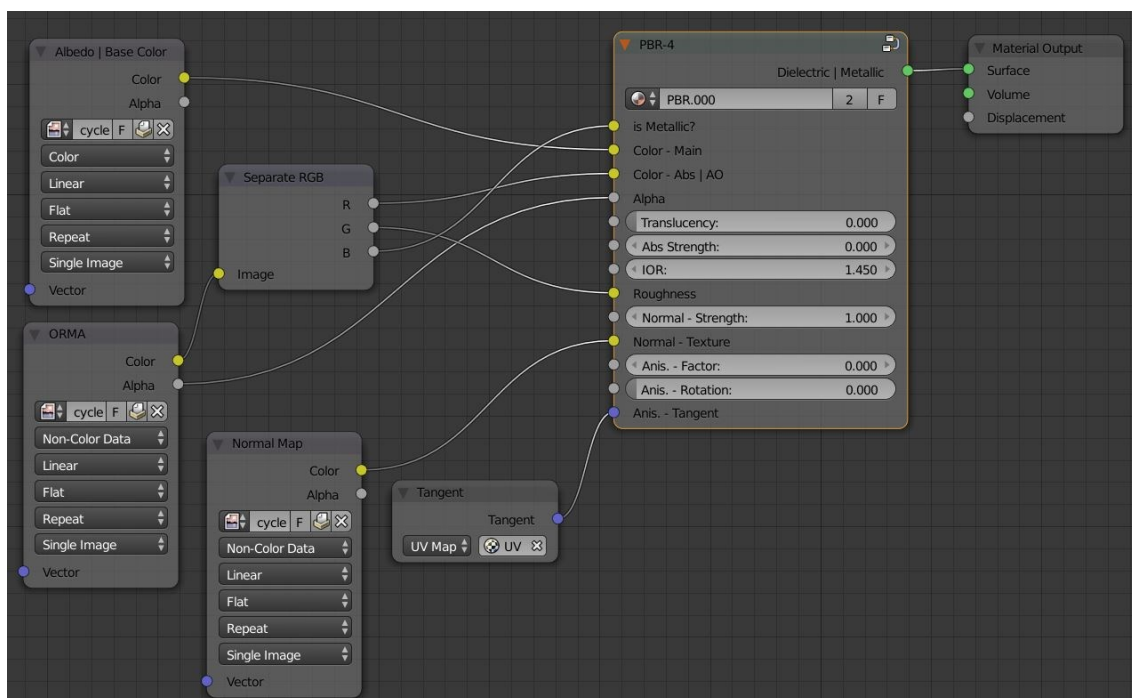 Albedo | Base Color
Color
Alpha
cycle F
Color
Linear
Flat
Repeat
Single Image
Vector
ORMA
Color
Alpha
cycle F
Non-Color Data
Linear
Flat
Repeat
Single Image
Vector
Separate RGB
R
G
B
Image
Normal Map
Color
Alpha
cycle F
Non-Color Data
Linear
Flat
Repeat
Single Image
Vector
Tangent
Tangent
UV Map UV
PBR-4
Dielectric | Metallic
PBR.000 2 F
is Metallic?
Color - Main
Color - Abs | AO
Alpha
Translucency: 0.000
Abs Strength: 0.000
IOR: 1.450
Roughness
Normal - Strength: 1.000
Normal - Texture
Anis. - Factor: 0.000
Anis. - Rotation: 0.000
Anis. - Tangent
Material Output
Surface
Volume
Displacement